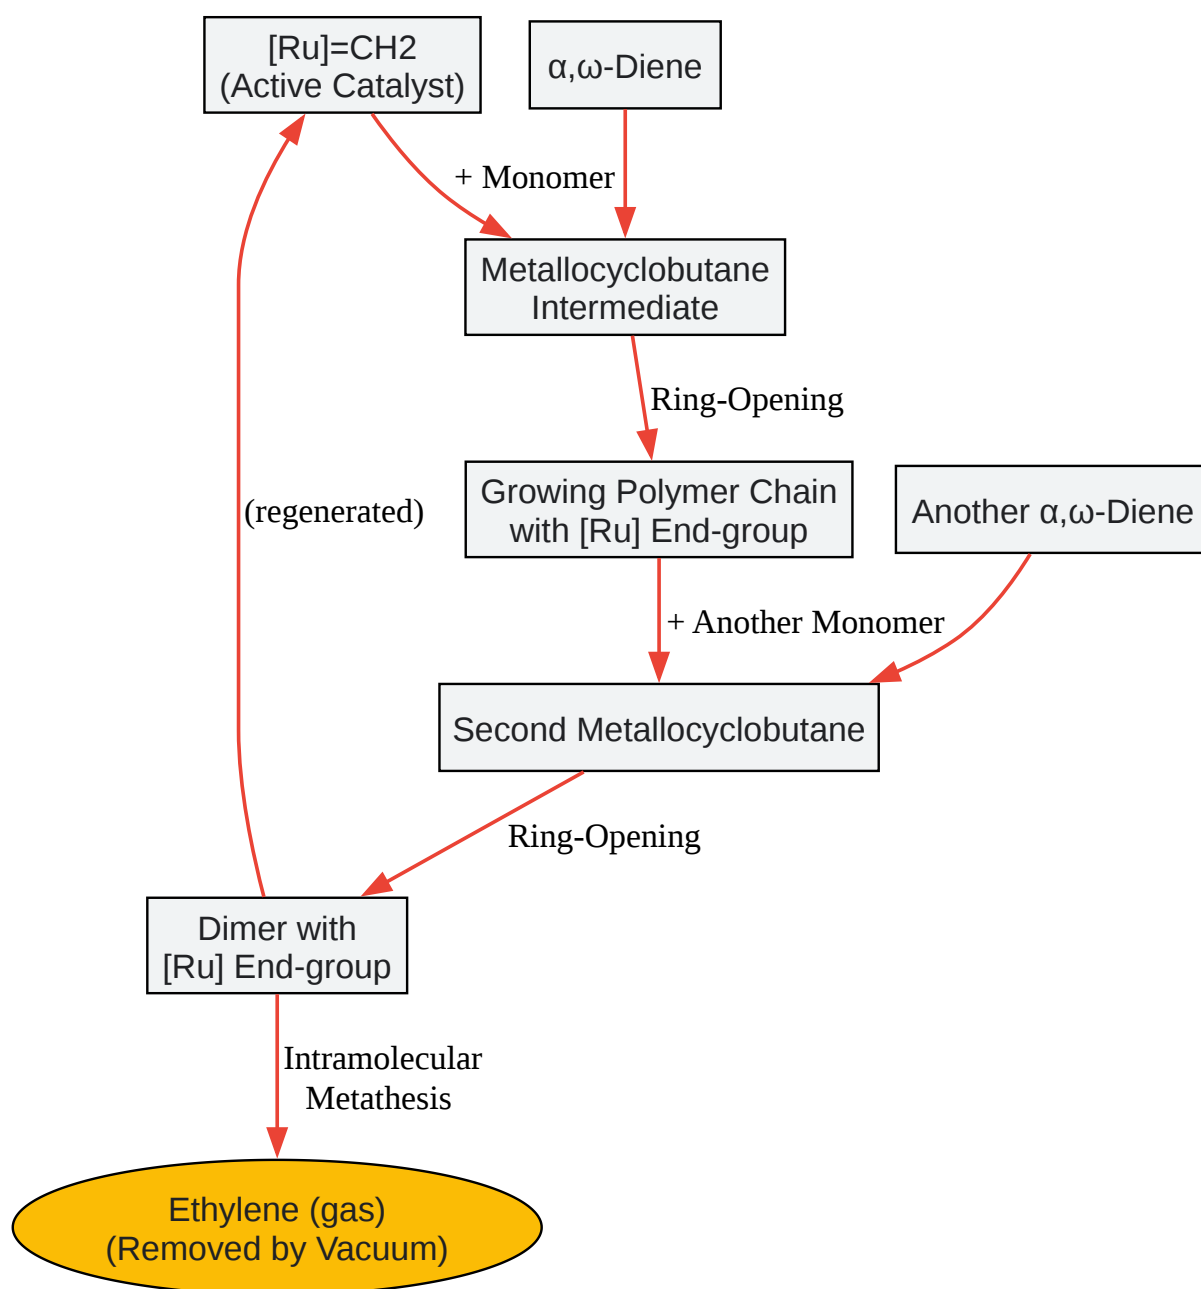 [Ru]=CH2
(Active Catalyst)
α,ω-Diene
+ Monomer
Metallocyclobutane
Intermediate
Ring-Opening
(regenerated)
Growing Polymer Chain
with [Ru] End-group
Another α,ω-Diene
+ Another Monomer
Second Metallocyclobutane
Ring-Opening
Dimer with
[Ru] End-group
Intramolecular
Metathesis
Ethylene (gas)
(Removed by Vacuum)